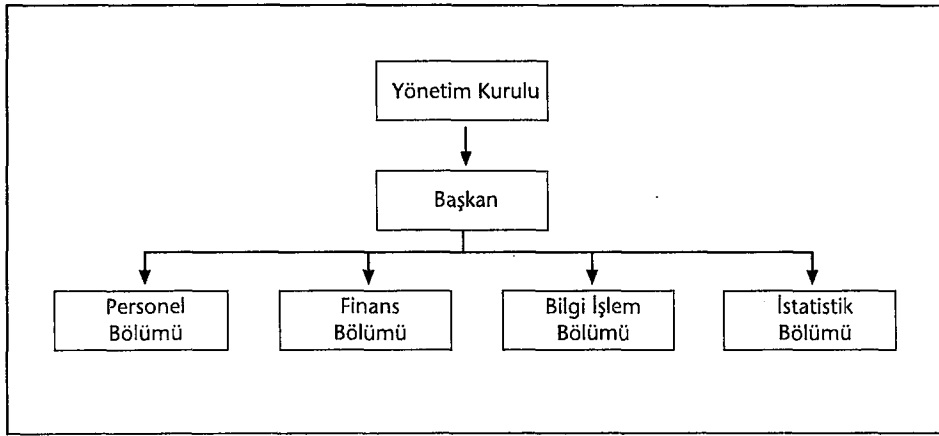 Yönetim Kurulu
Başkan
Personel
Bölümü
Finans
Bölümü
Bilgi İşlem
Bölümü
İstatistik
Bölümü